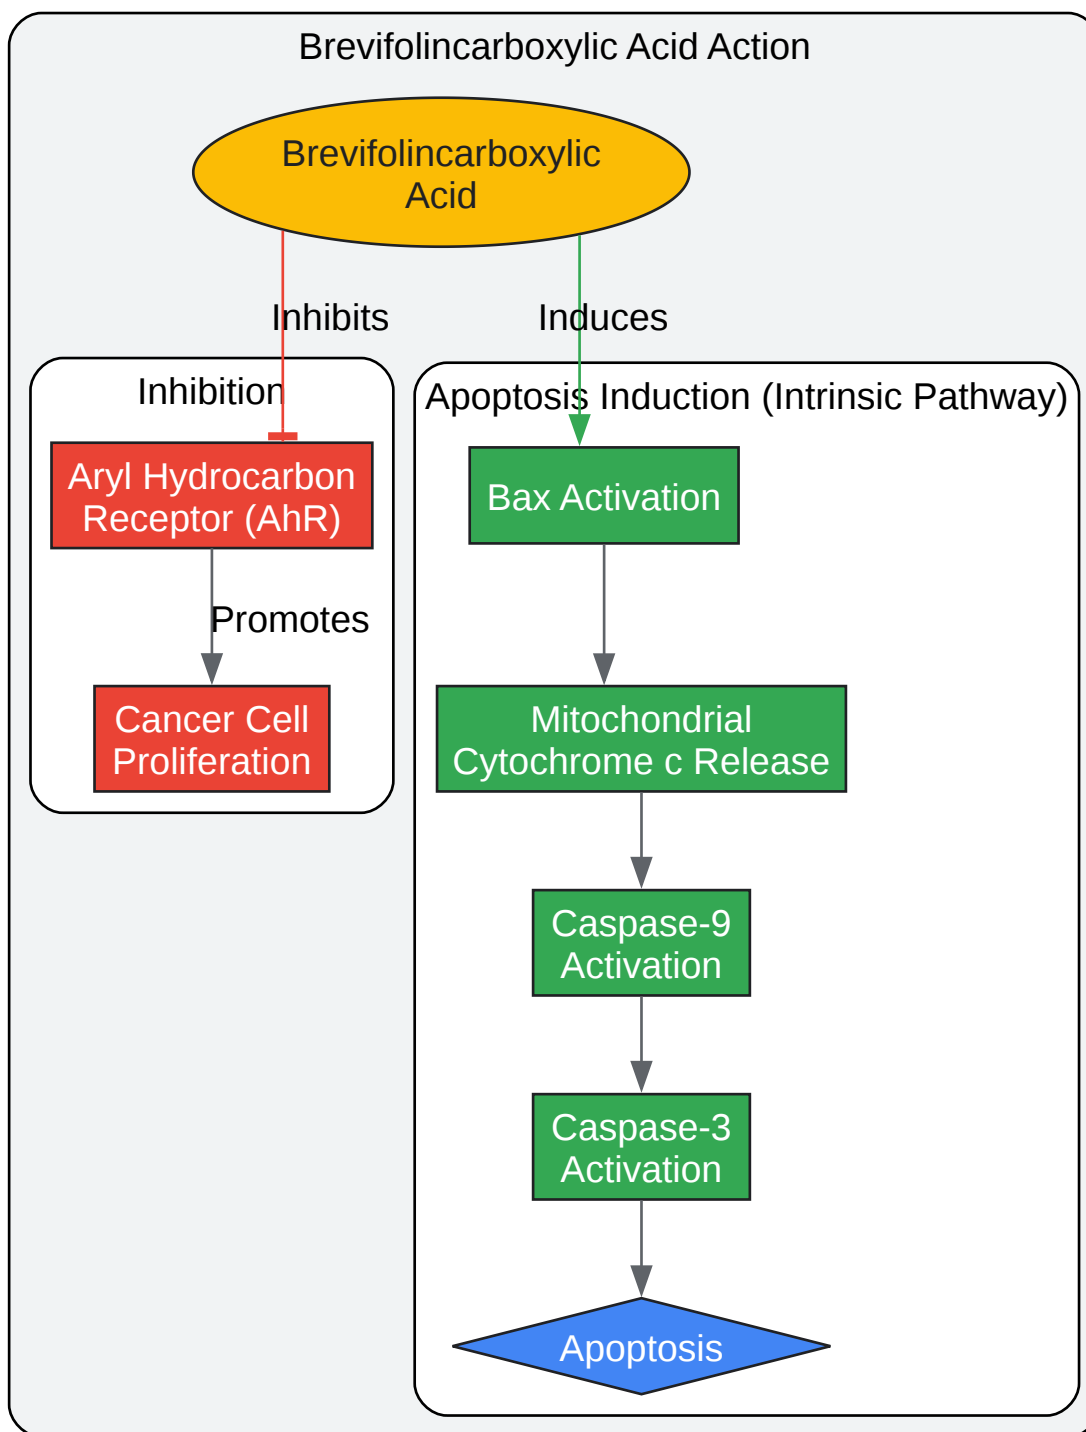 Brevifolincarboxylic Acid Action
Brevifolincarboxylic
Acid
Inhibits
Induces
Inhibition
Aryl Hydrocarbon
Receptor (AhR)
Promotes
Cancer Cell
Proliferation
Apoptosis Induction (Intrinsic Pathway)
Bax Activation
Mitochondrial
Cytochrome c Release
Caspase-9
Activation
Caspase-3
Activation
Apoptosis